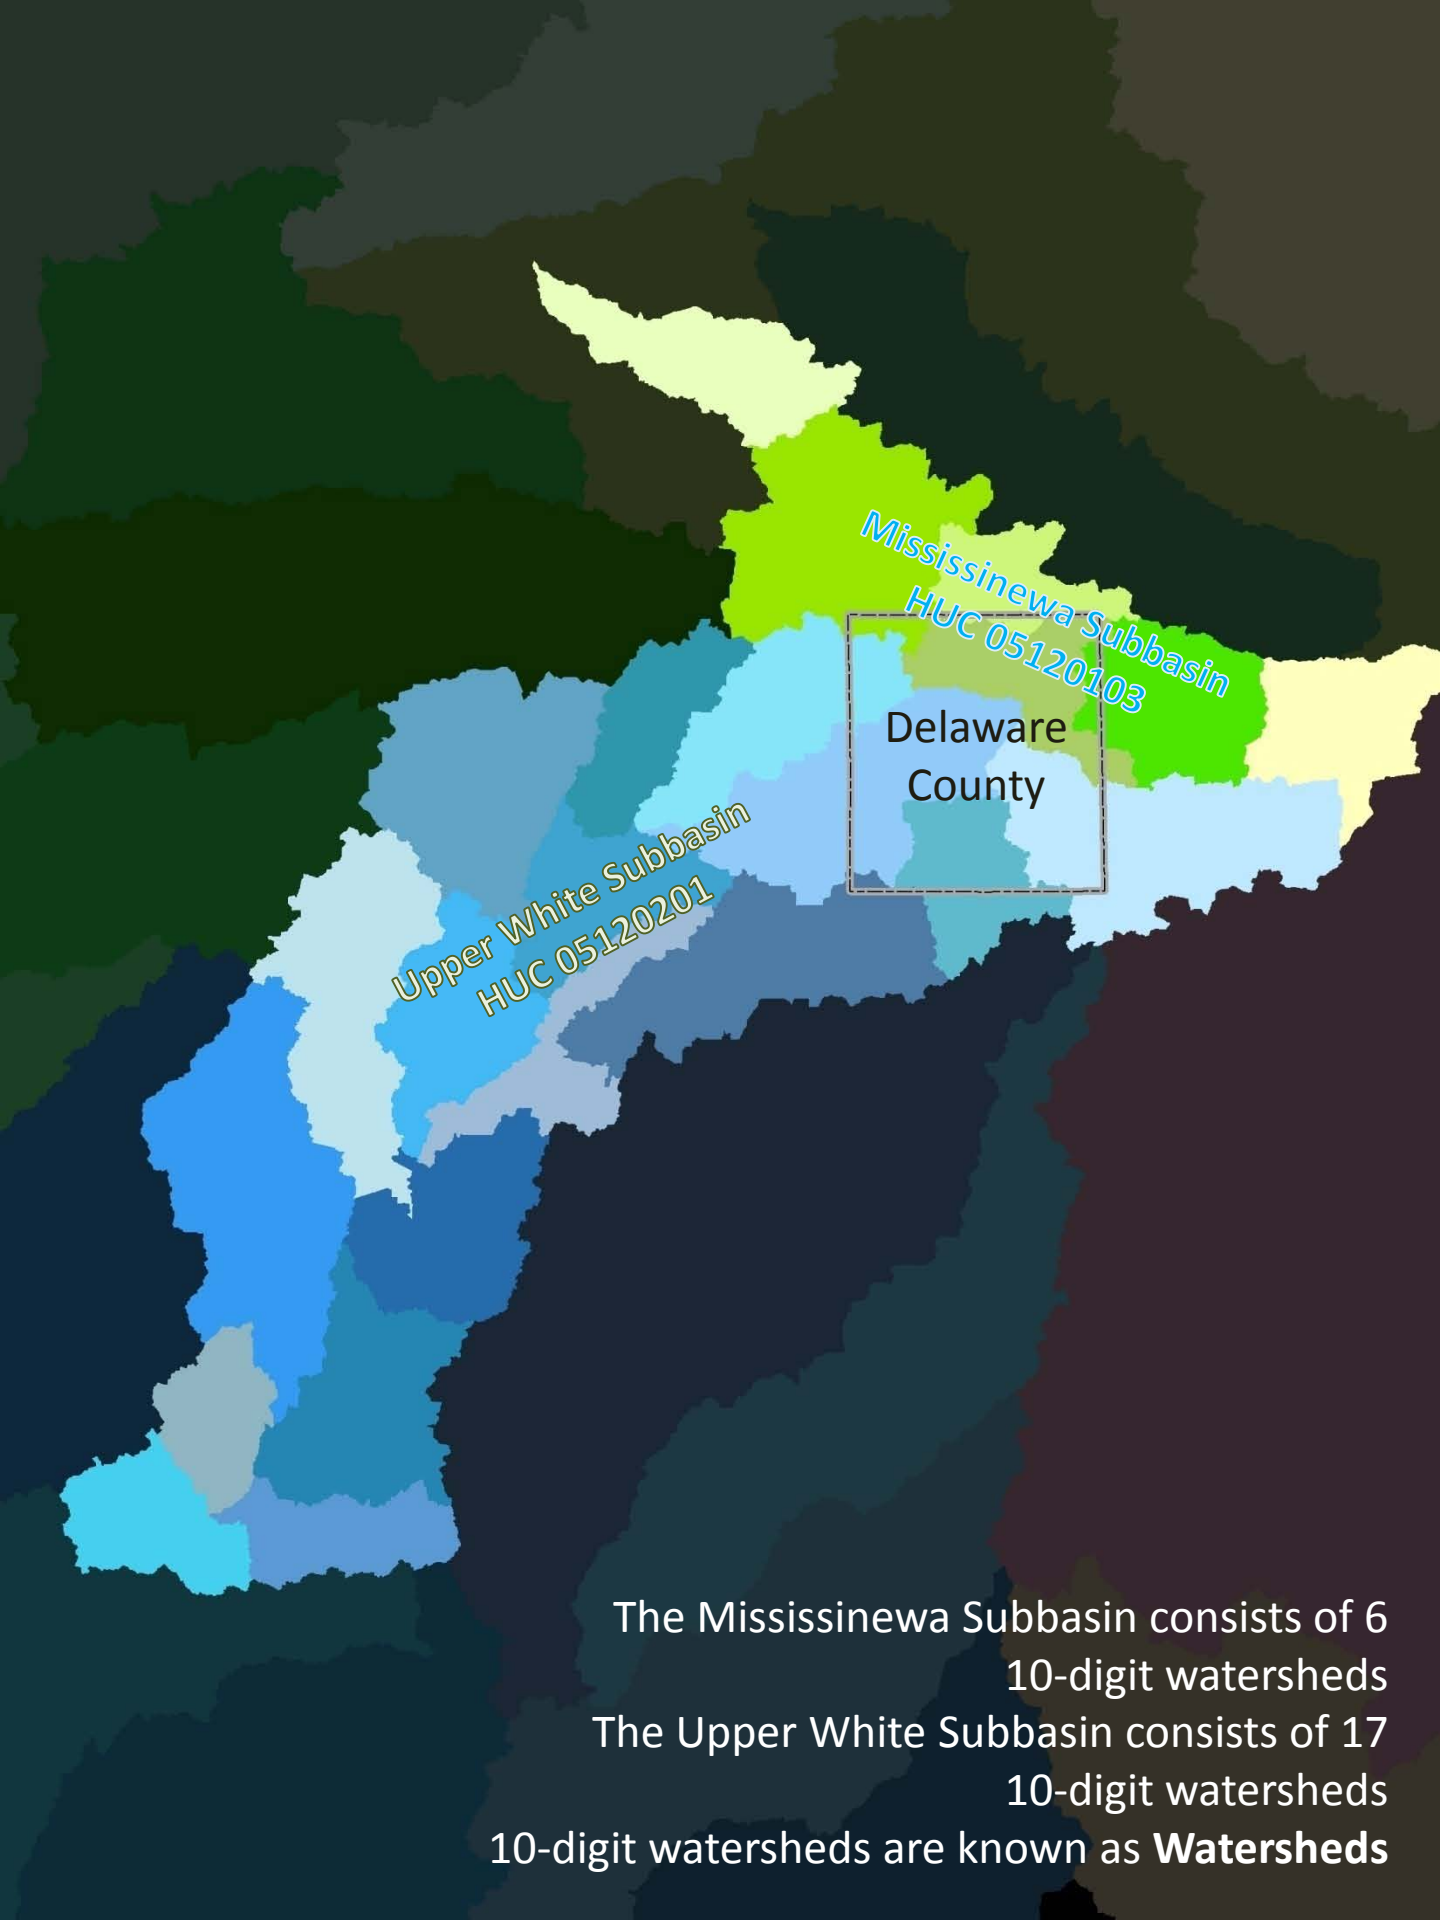 Mississinewa Subbasin
HUC 05120103
Delaware
County
Upper White Subbasin
HUC 05120201
The Mississinewa Subbasin consists of 6
10-digit watersheds
The Upper White Subbasin consists of 17
10-digit watersheds
10-digit watersheds are known as Watersheds